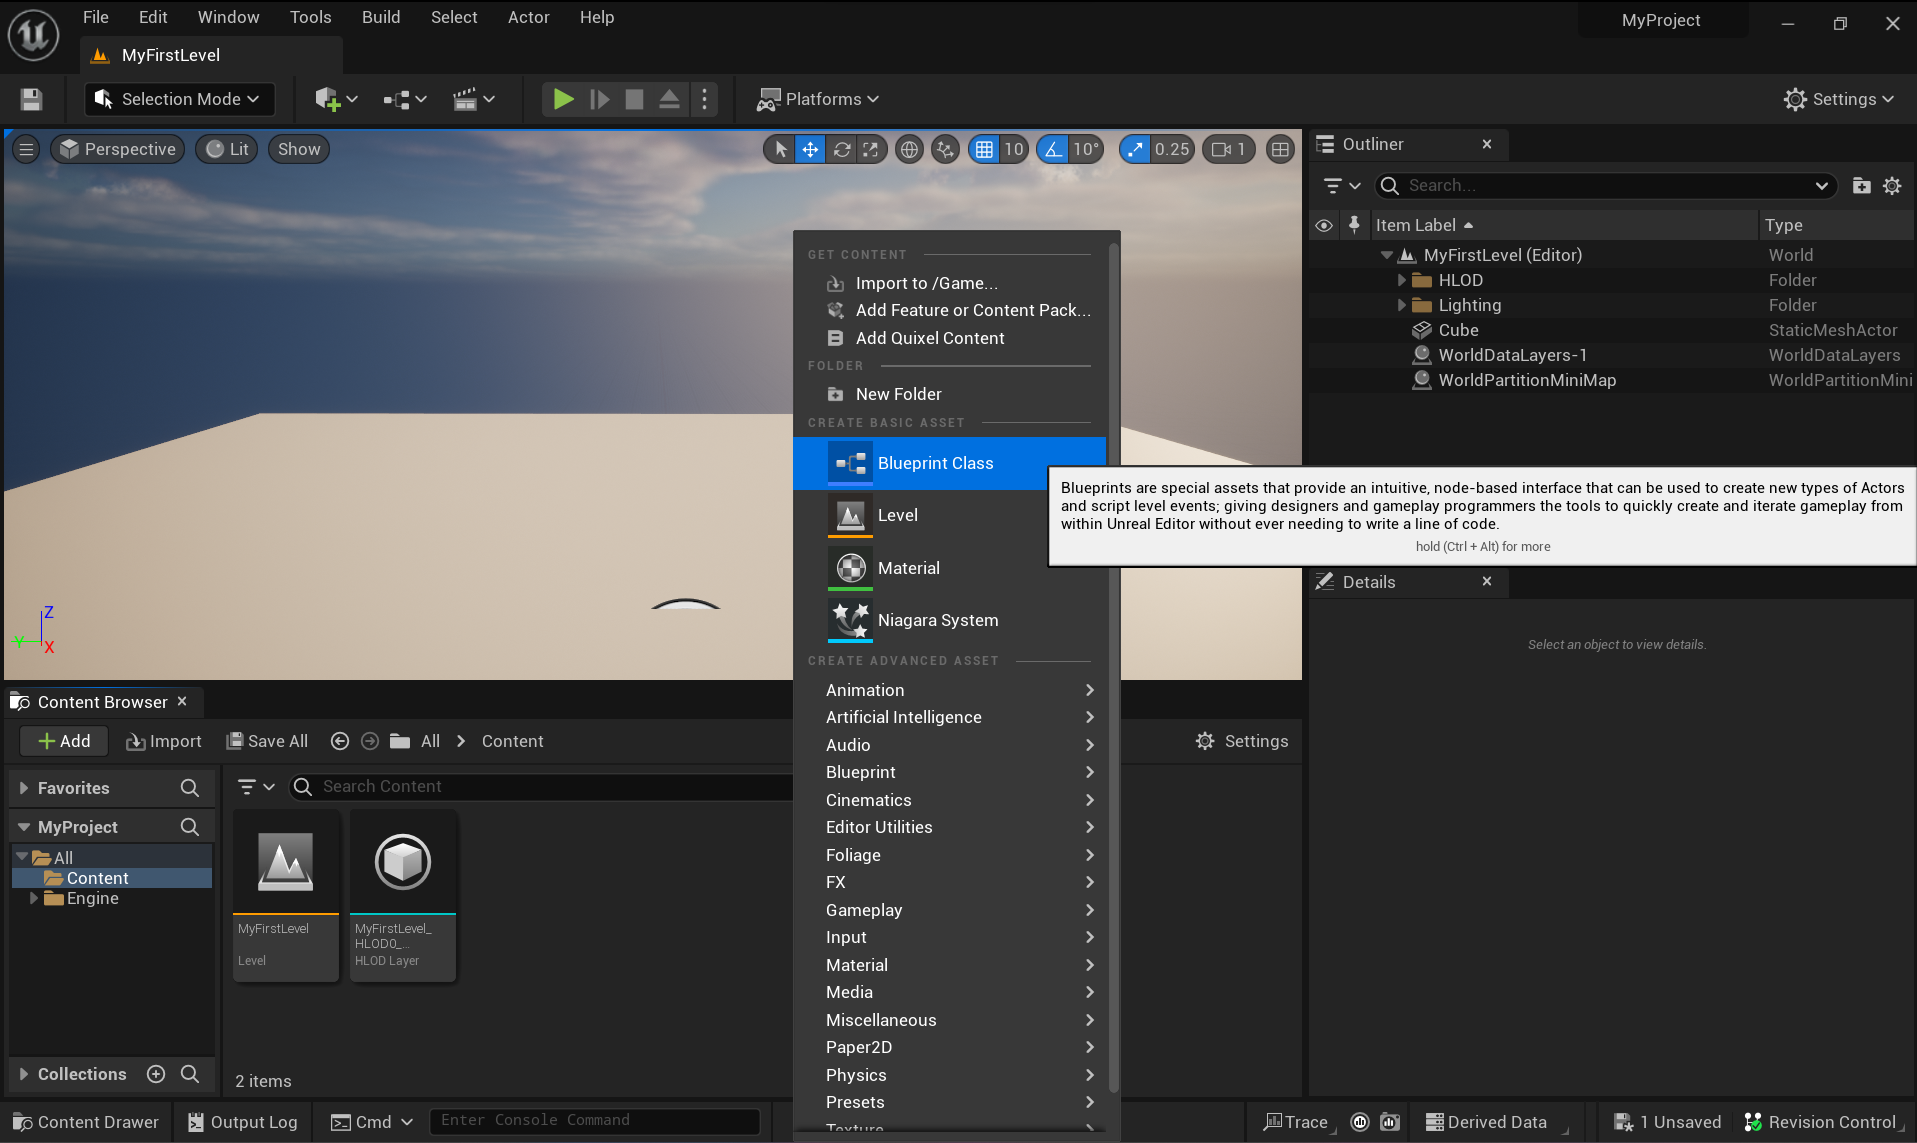 File Edit Window Tools Build Select Actor Help
MyProject
MyFirstLevel
Selection Mode
Platforms
Settings
Perspective Lit Show
10 10° 0.25 1
Outliner
Search...
Item Label Type
MyFirstLevel (Editor) World
HLOD Folder
Lighting Folder
Cube StaticMeshActor
WorldDataLayers-1 WorldDataLayers
WorldPartitionMiniMap WorldPartitionMini
GET CONTENT
Import to /Game...
Add Feature or Content Pack...
Add Quixel Content
FOLDER
New Folder
CREATE BASIC ASSET
Blueprint Class
Level
Material
Niagara System
CREATE ADVANCED ASSET
Animation
Artificial Intelligence
Audio
Blueprint
Cinematics
Editor Utilities
Foliage
FX
Gameplay
Input
Material
Media
Miscellaneous
Paper2D
Physics
Presets
Texture
Blueprints are special assets that provide an intuitive, node-based interface that can be used to create new types of Actors
and script level events; giving designers and gameplay programmers the tools to quickly create and iterate gameplay from
within Unreal Editor without ever needing to write a line of code.
hold (Ctrl + Alt) for more
Details
Select an object to view details.
Z
Y
X
Content Browser
Add Import Save All All Content
Settings
Favorites
MyProject
All
Content
Engine
Collections
Search Content
MyFirstLevel
Level
MyFirstLevel_
HLOD0_...
HLOD Layer
2 items
Content Drawer Output Log Cmd Enter Console Command
Trace Derived Data 1 Unsaved Revision Control